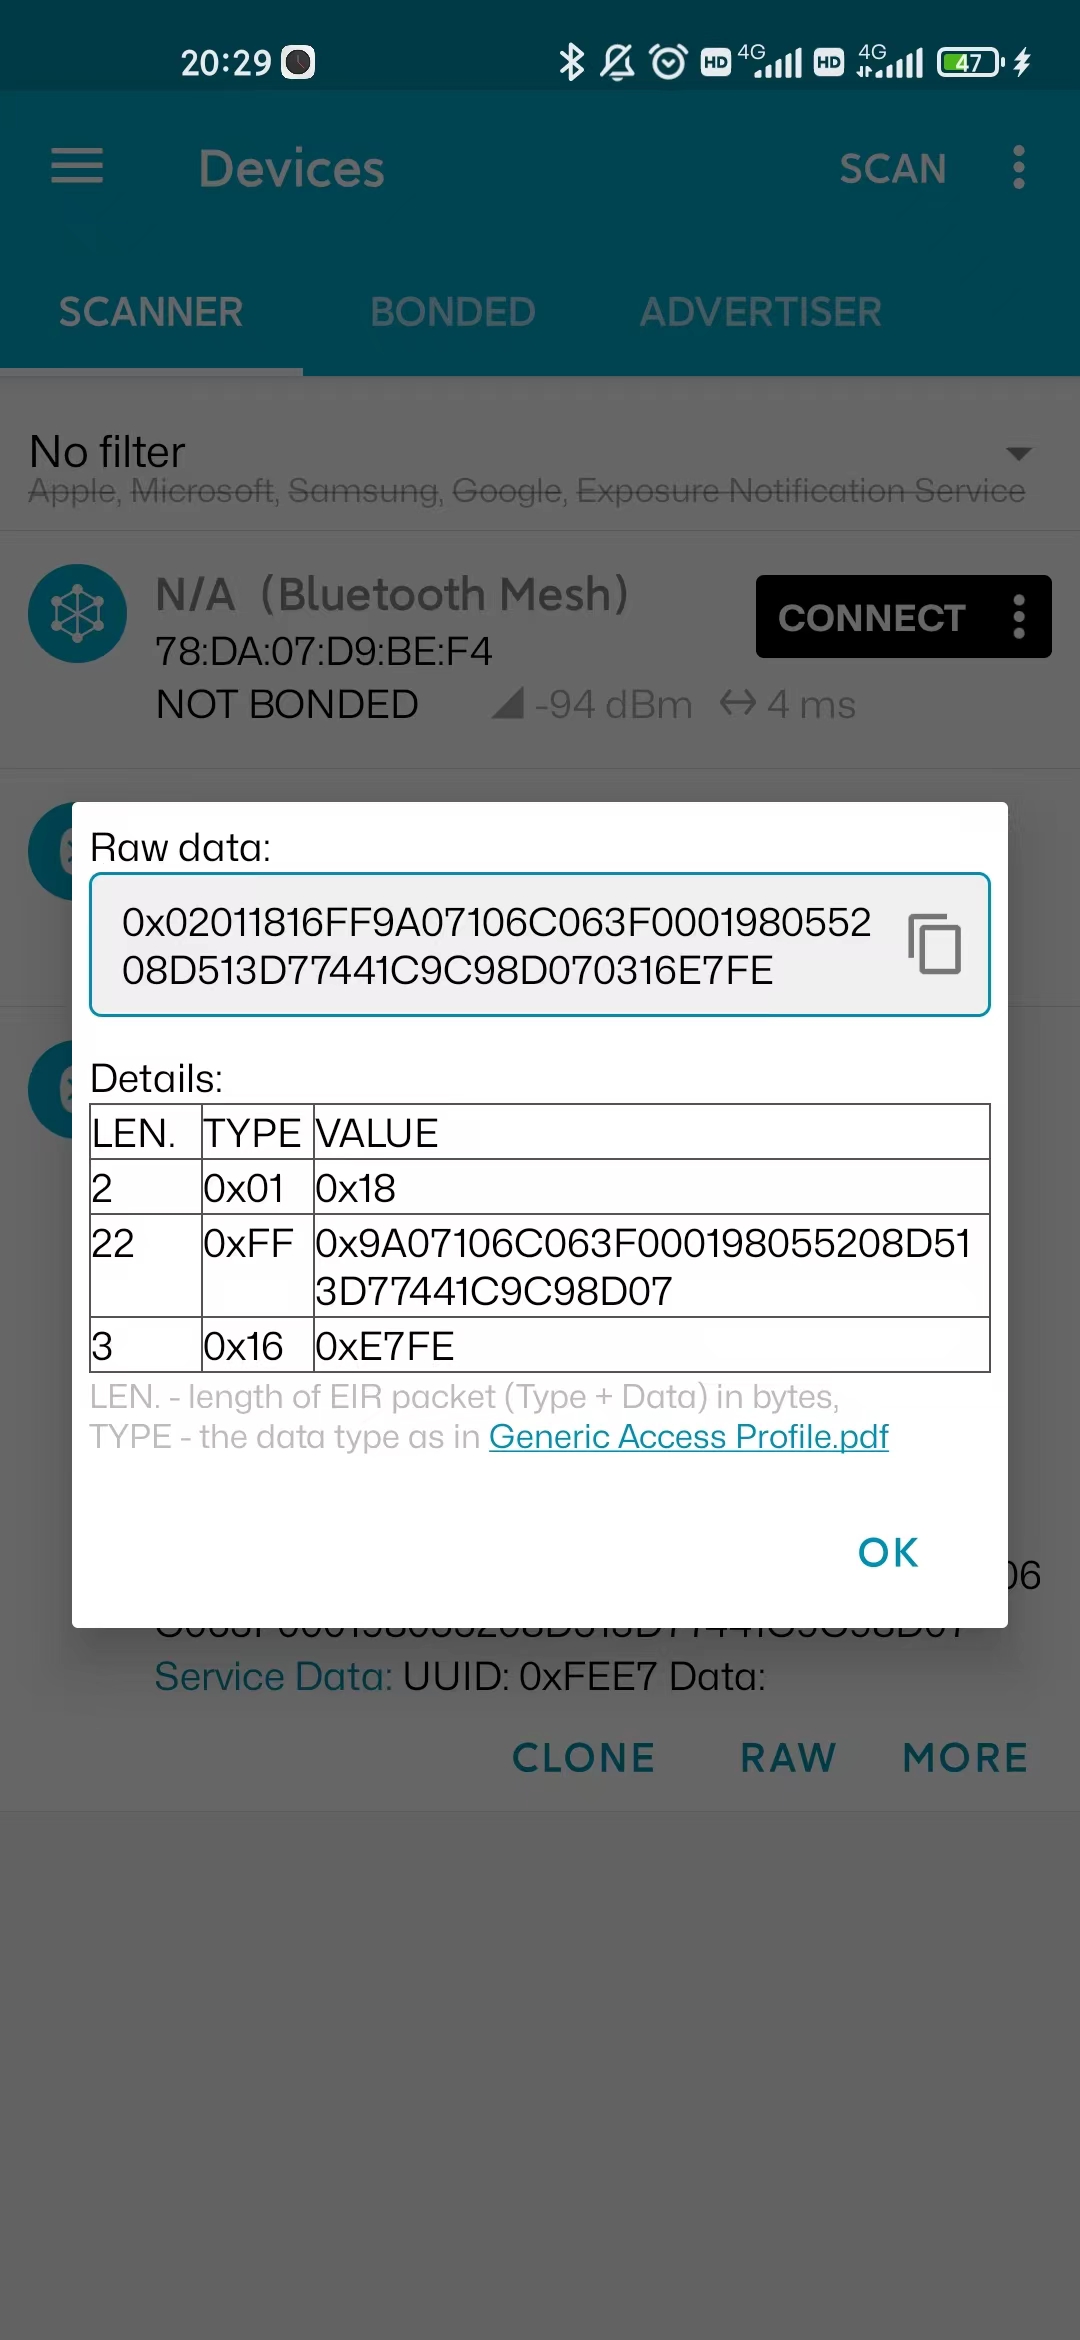 20:29
4G
4G
HD
HD
47
Devices
SCAN
SCANNER
BONDED
ADVERTISER
No filter
Apple, Microsoft, Samsung, Google, Exposure Notification Service
N/A (Bluetooth Mesh)
CONNECT
78:DA:07:D9:BE:F4
NOT BONDED
-94 dBm
4 ms
Raw data:
0x02011816FF9A07106C063F0001980552
08D513D77441C9C98D070316E7FE
Details:
LEN. TYPE VALUE
2 0x01 0x18
22 0xFF 0x9A07106C063F000198055208D51
3D77441C9C98D07
3 0x16 0xE7FE
LEN. - length of EIR packet (Type + Data) in bytes,
TYPE - the data type as in Generic Access Profile.pdf
OK
06
Service Data: UUID: 0xFEE7 Data:
CLONE
RAW
MORE